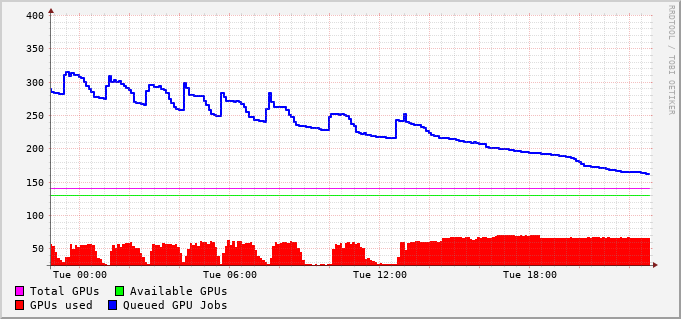 400
350
300
250
200
150
100
50
Tue 00:00 Tue 06:00 Tue 12:00 Tue 18:00
Total GPUs Available GPUs
GPUs used Queued GPU Jobs
RRDTOOL / TOBI OETIKER